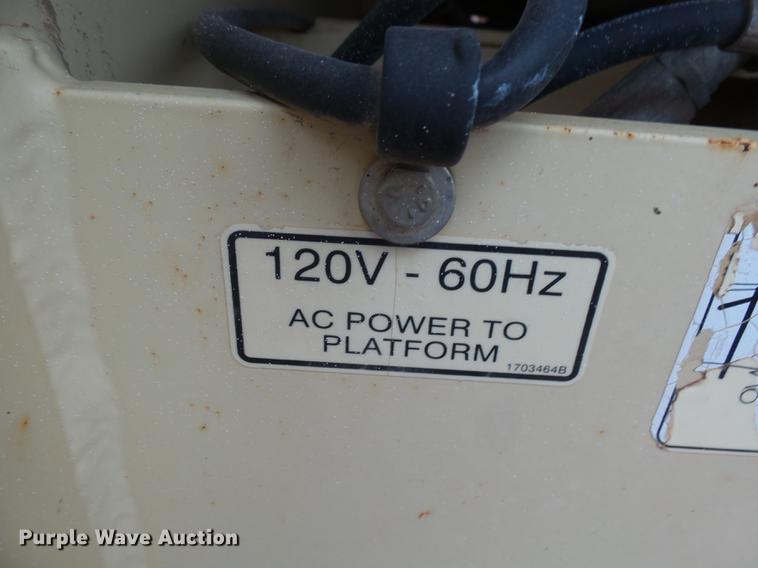 120V - 60Hz
AC POWER TO
PLATFORM
1703464B
Purple Wave Auction